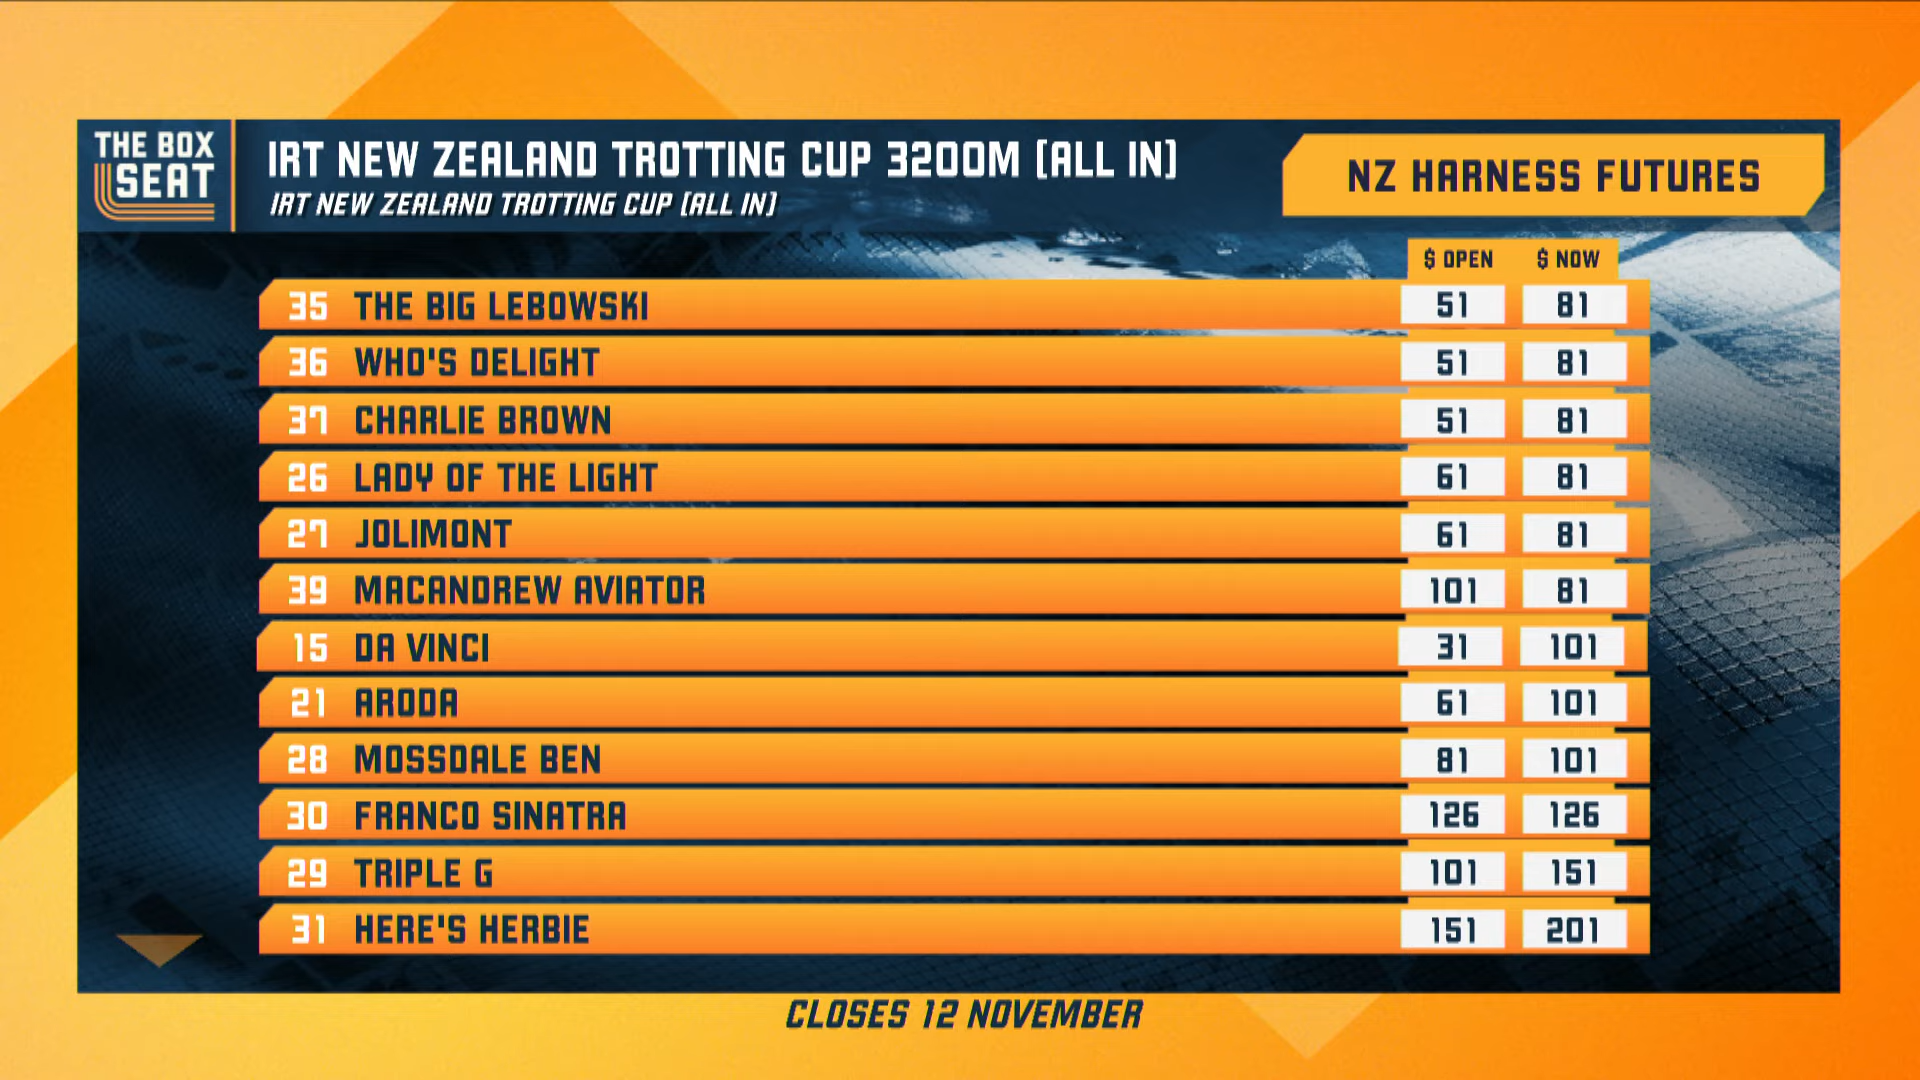 THE BOX
SEAT
IRT NEW ZEALAND TROTTING CUP 3200M [ALL IN]
IRT NEW ZEALAND TROTTING CUP [ALL IN]
NZ HARNESS FUTURES
$ OPEN $ NOW
35 THE BIG LEBOWSKI 51 81
36 WHO'S DELIGHT 51 81
37 CHARLIE BROWN 51 81
26 LADY OF THE LIGHT 61 81
27 JOLIMONT 61 81
39 MACANDREW AVIATOR 101 81
15 DA VINCI 31 101
21 ARODA 61 101
28 MOSSDALE BEN 81 101
30 FRANCO SINATRA 126 126
29 TRIPLE G 101 151
31 HERE'S HERBIE 151 201
CLOSES 12 NOVEMBER